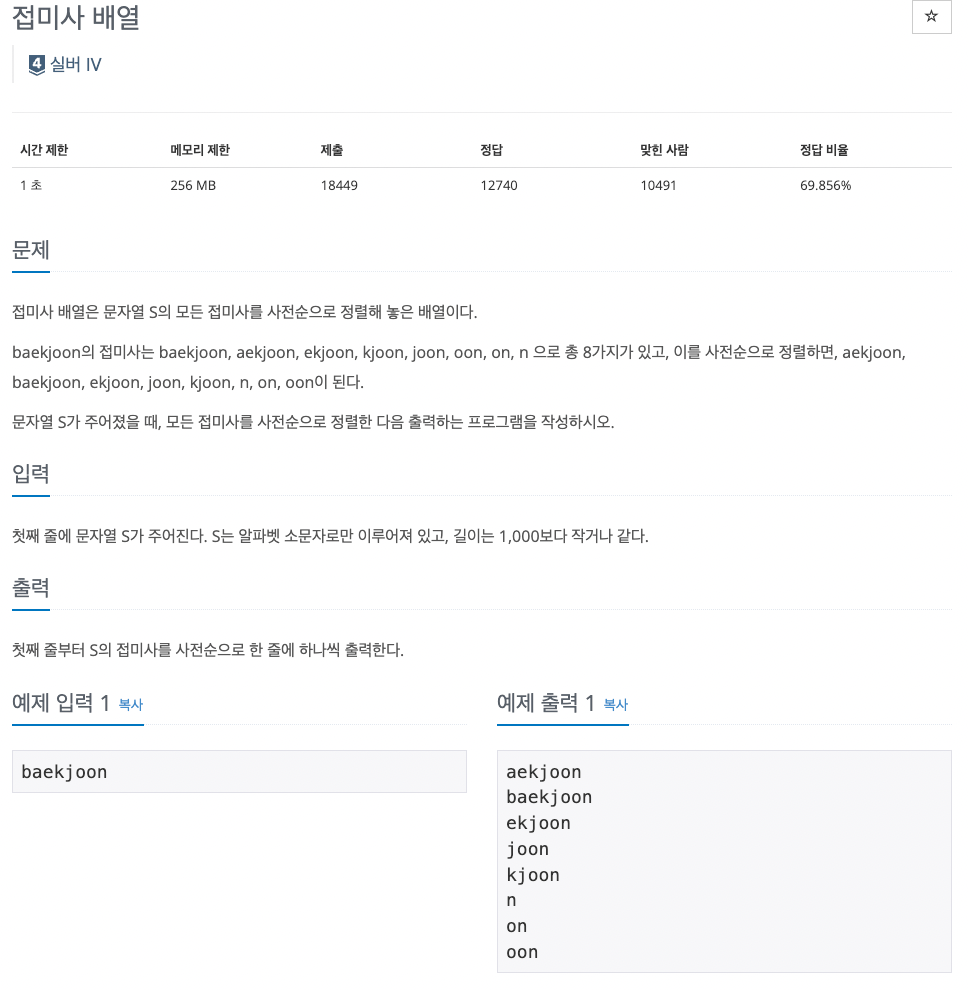 접미사 배열
☆
4 실버 IV
시간 제한 메모리 제한 제출 정답 맞힌 사람 정답 비율
1 초 256 MB 18449 12740 10491 69.856%
문제
접미사 배열은 문자열 S의 모든 접미사를 사전순으로 정렬해 놓은 배열이다.
baekjoon의 접미사는 baekjoon, aekjoon, ekjoon, kjoon, joon, oon, on, n 으로 총 8가지가 있고, 이를 사전순으로 정렬하면, aekjoon,
baekjoon, ekjoon, joon, kjoon, n, on, oon이 된다.
문자열 S가 주어졌을 때, 모든 접미사를 사전순으로 정렬한 다음 출력하는 프로그램을 작성하시오.
입력
첫째 줄에 문자열 S가 주어진다. S는 알파벳 소문자로만 이루어져 있고, 길이는 1,000보다 작거나 같다.
출력
첫째 줄부터 S의 접미사를 사전순으로 한 줄에 하나씩 출력한다.
예제 입력 1 복사
baekjoon
예제 출력 1 복사
aekjoon
baekjoon
ekjoon
joon
kjoon
n
on
oon